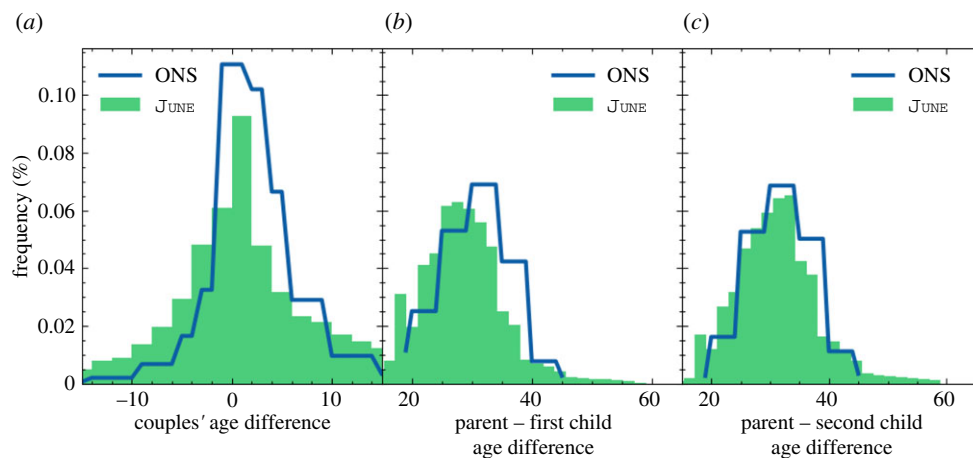 (a)
(b)
(c)
ONS
JUNE
ONS
JUNE
ONS
JUNE
frequency (%)
0.10
0.08
0.06
0.04
0.02
0
−10 0 10
20 40 60
20 40 60
couples' age difference
parent – first child
age difference
parent – second child
age difference